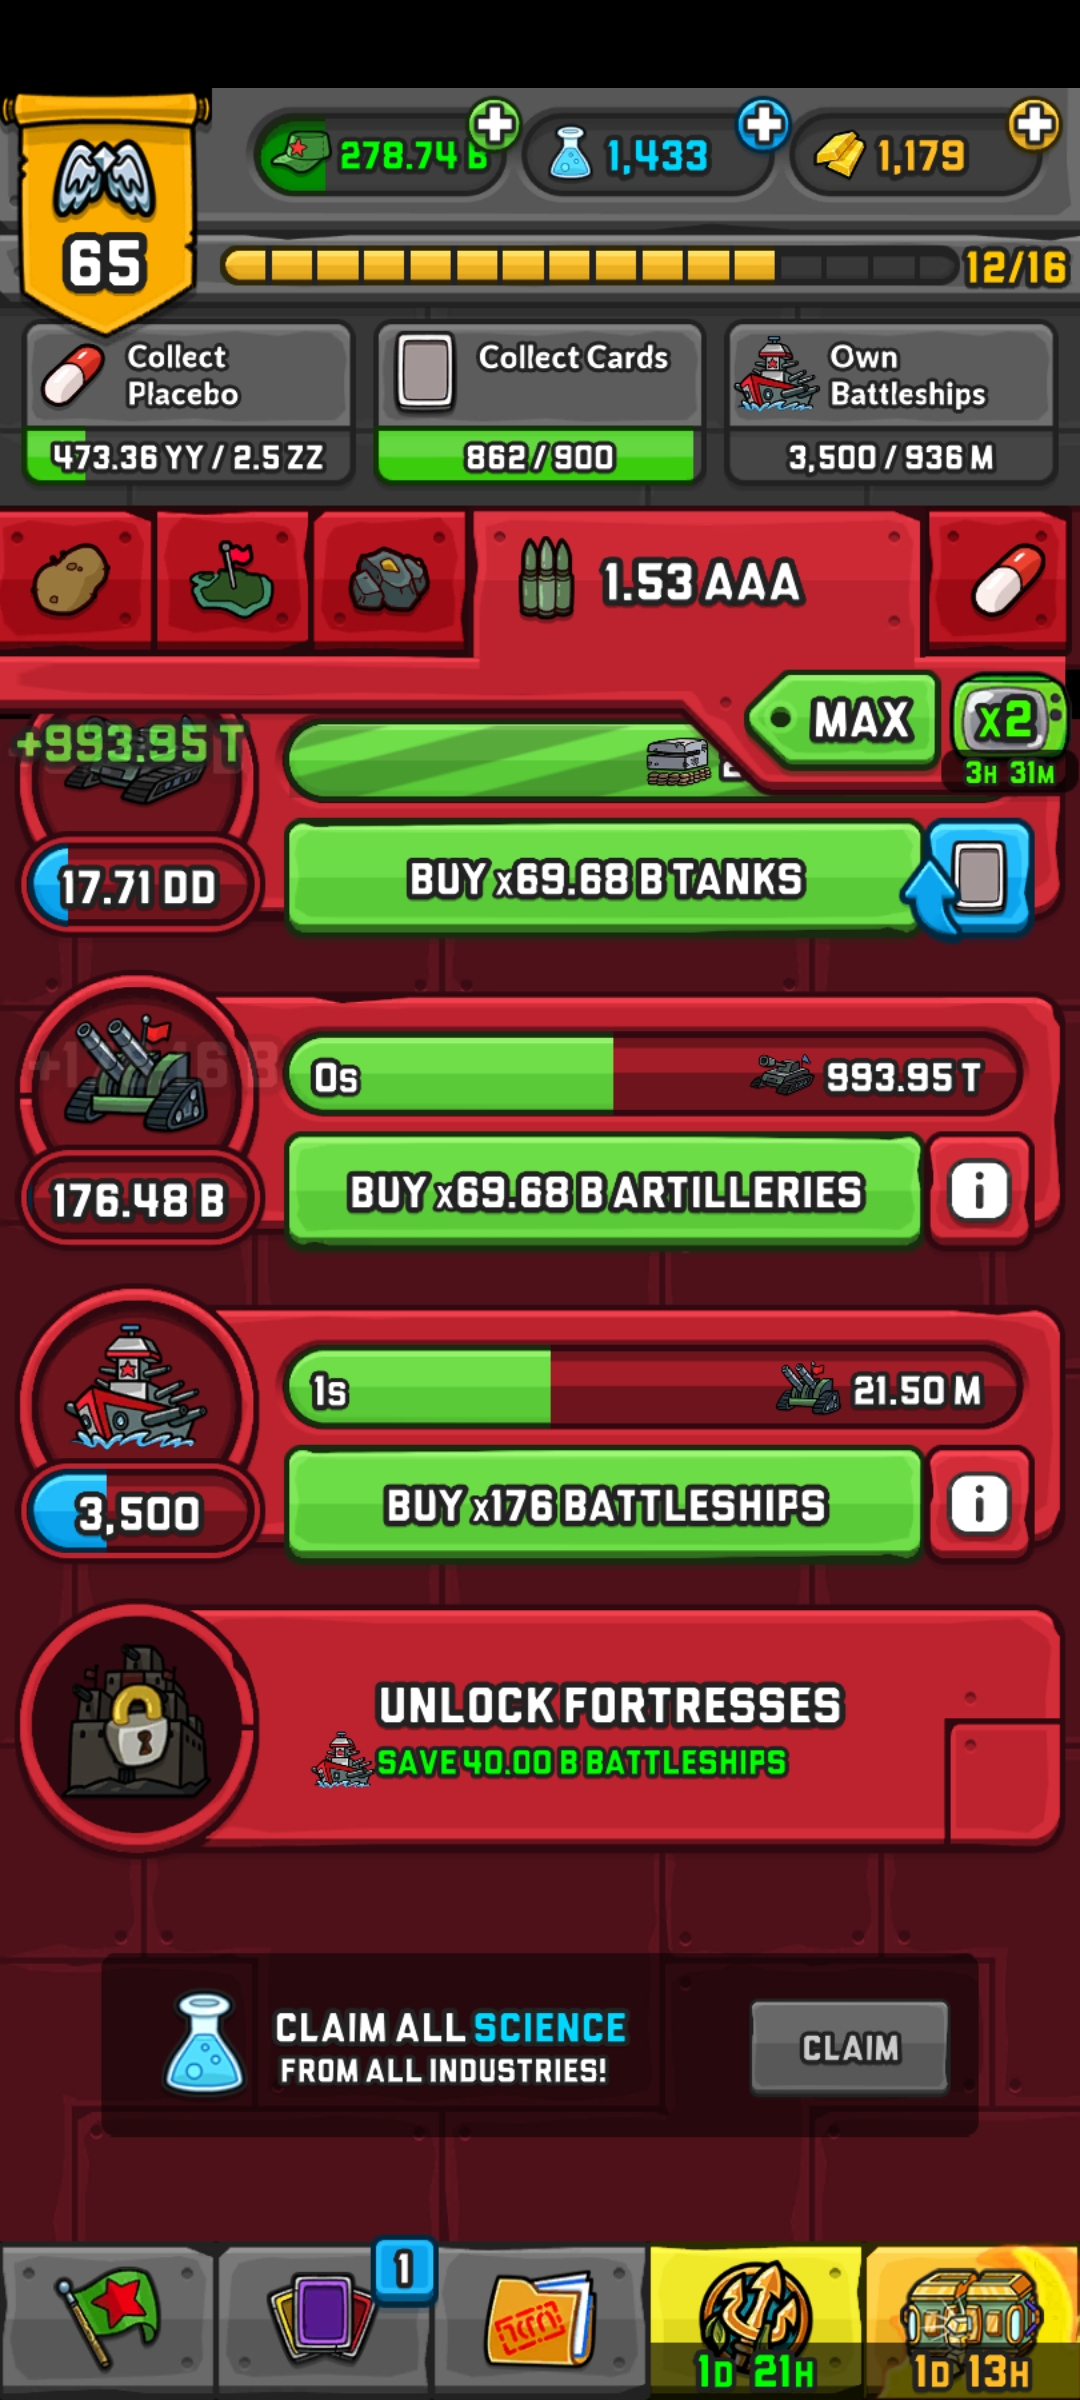 278.74 B
1,433
1,179
65
12/16
Collect
Placebo
473.36 YY / 2.5 ZZ
Collect Cards
862/900
Own
Battleships
3,500 / 936 M
1.53 AAA
MAX
x2
3H 31M
+993.95 T
17.71 DD
BUY x69.68 B TANKS
0s
993.95 T
176.48 B
BUY x69.68 B ARTILLERIES
i
1s
21.50 M
3,500
BUY x176 BATTLESHIPS
i
UNLOCK FORTRESSES
SAVE 40.00 B BATTLESHIPS
CLAIM ALL SCIENCE
FROM ALL INDUSTRIES!
CLAIM
1
1D 21H
1D 13H